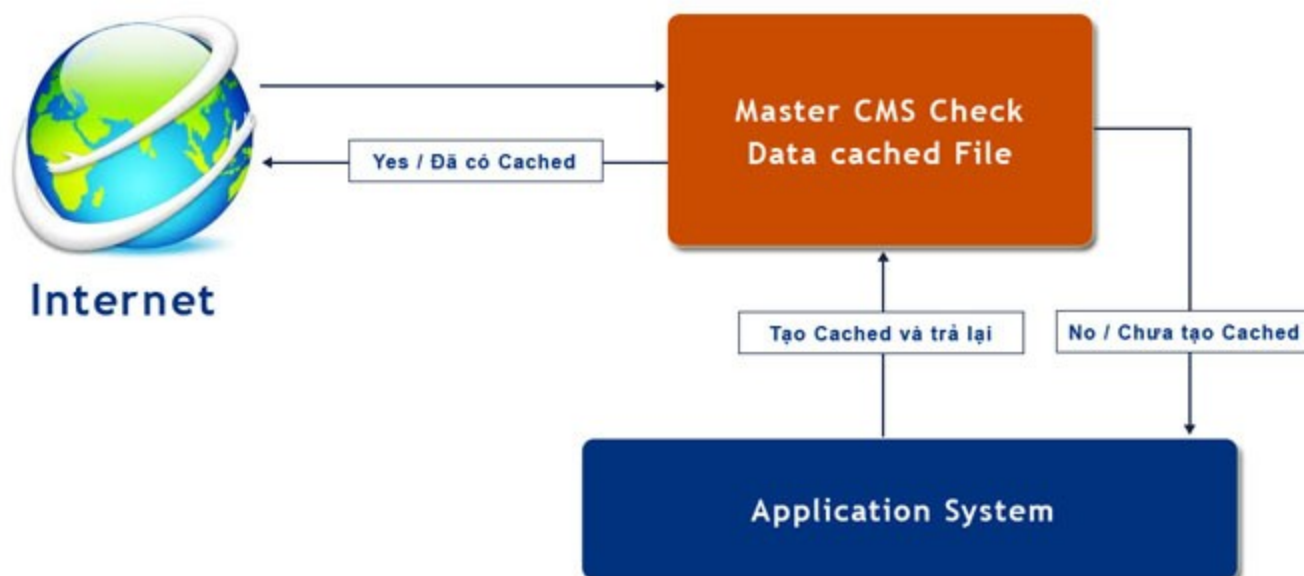 Master CMS Check
Data cached File
Yes / Đã có Cached
Internet
Tạo Cached và trả lại
No / Chưa tạo Cached
Application System